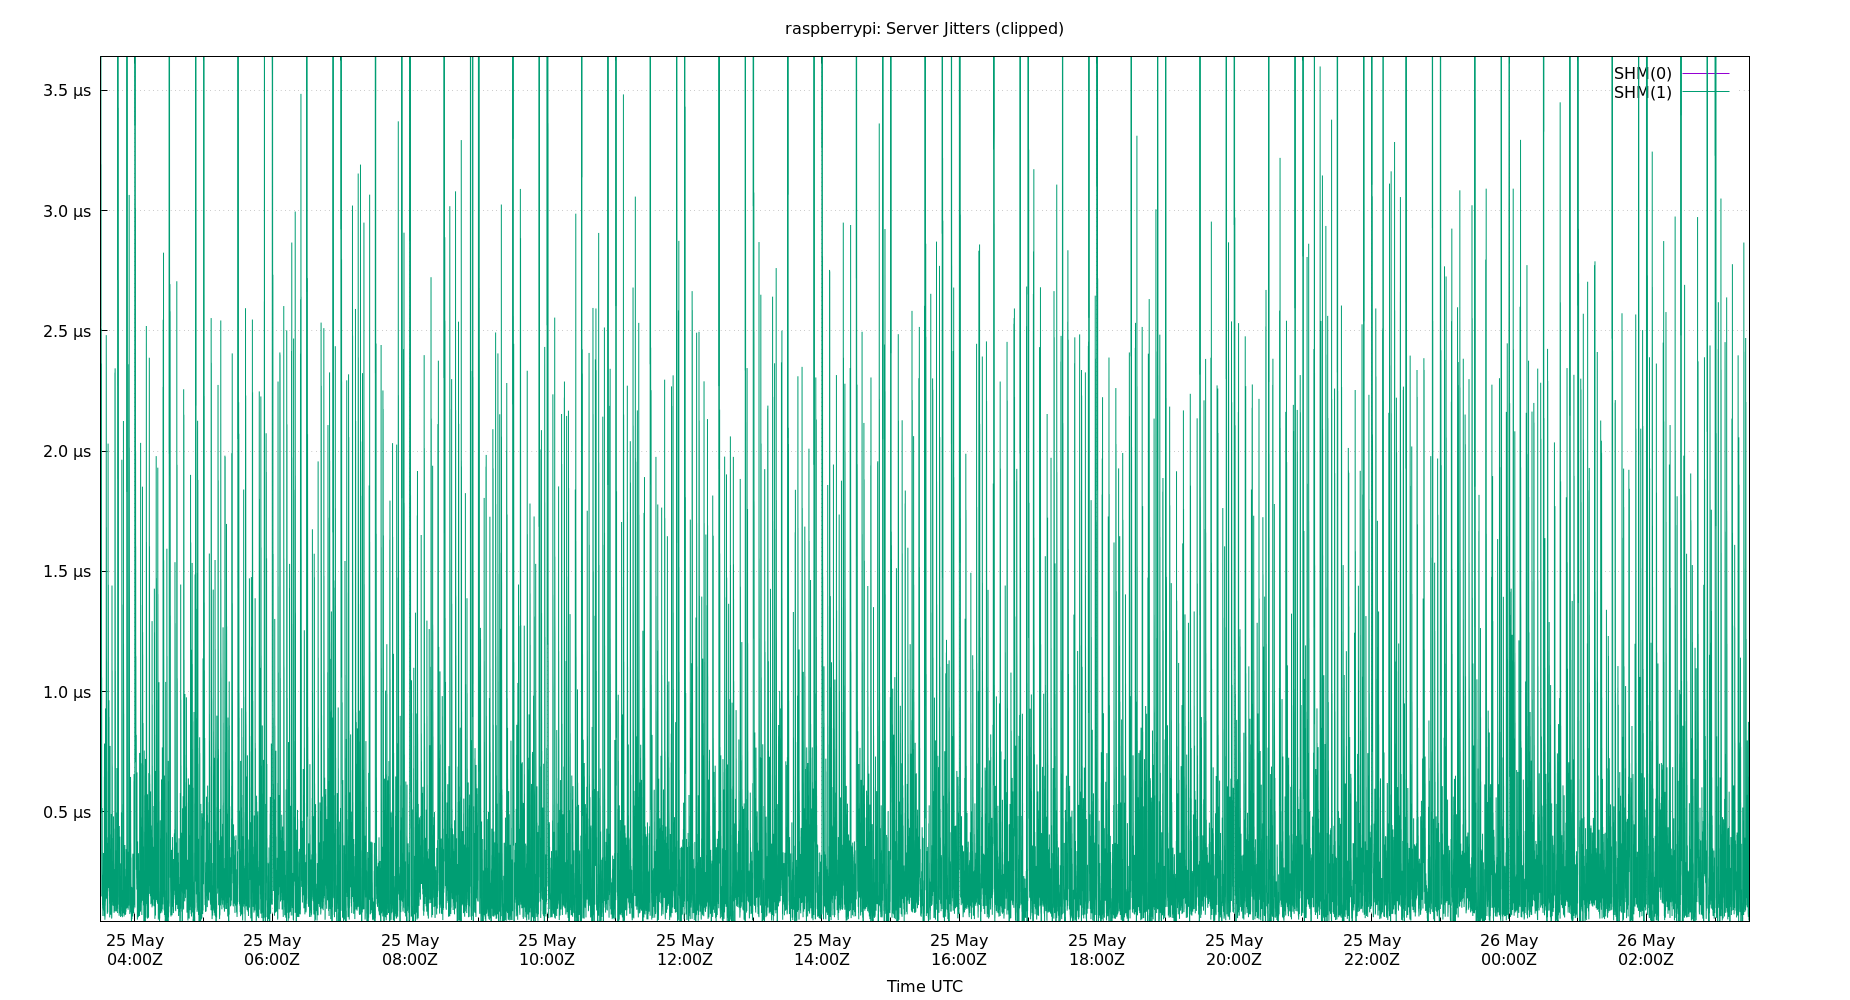 raspberrypi: Server Jitters (clipped)
SHM(0)
SHM(1)
3.5 µs
3.0 µs
2.5 µs
2.0 µs
1.5 µs
1.0 µs
0.5 µs
25 May 25 May 25 May 25 May 25 May 25 May 25 May 25 May 25 May 25 May 26 May 26 May
04:00Z 06:00Z 08:00Z 10:00Z 12:00Z 14:00Z 16:00Z 18:00Z 20:00Z 22:00Z 00:00Z 02:00Z
Time UTC